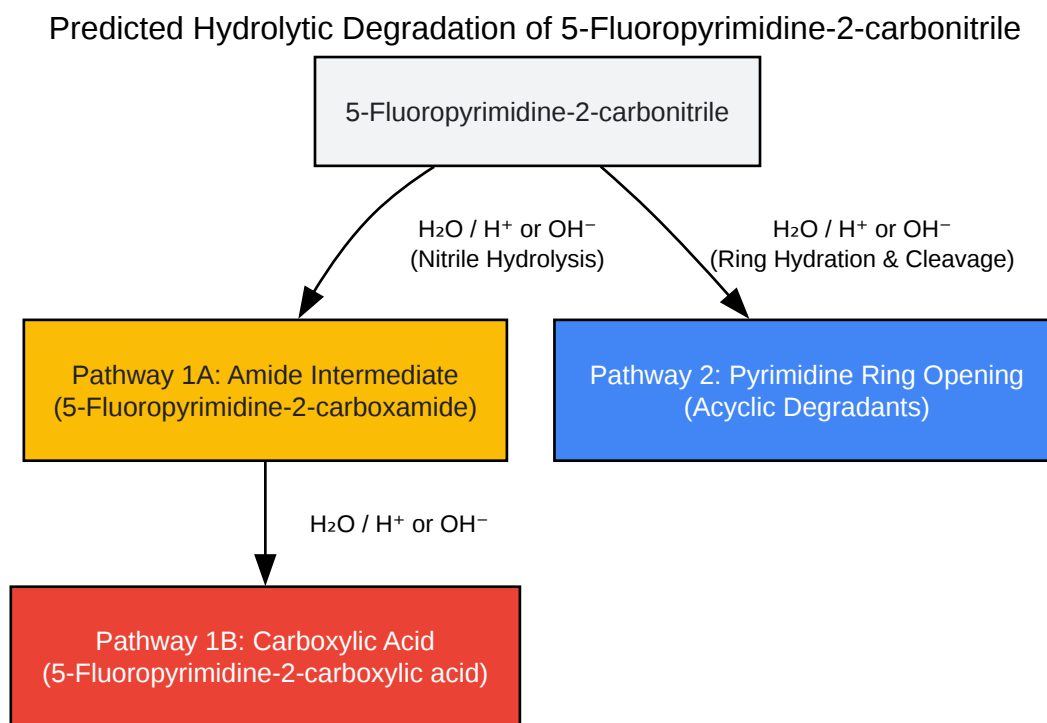 Predicted Hydrolytic Degradation of 5-Fluoropyrimidine-2-carbonitrile
5-Fluoropyrimidine-2-carbonitrile
H₂O / H⁺ or OH⁻
(Nitrile Hydrolysis)
H₂O / H⁺ or OH⁻
(Ring Hydration & Cleavage)
Pathway 1A: Amide Intermediate
(5-Fluoropyrimidine-2-carboxamide)
Pathway 2: Pyrimidine Ring Opening
(Acyclic Degradants)
H₂O / H⁺ or OH⁻
Pathway 1B: Carboxylic Acid
(5-Fluoropyrimidine-2-carboxylic acid)